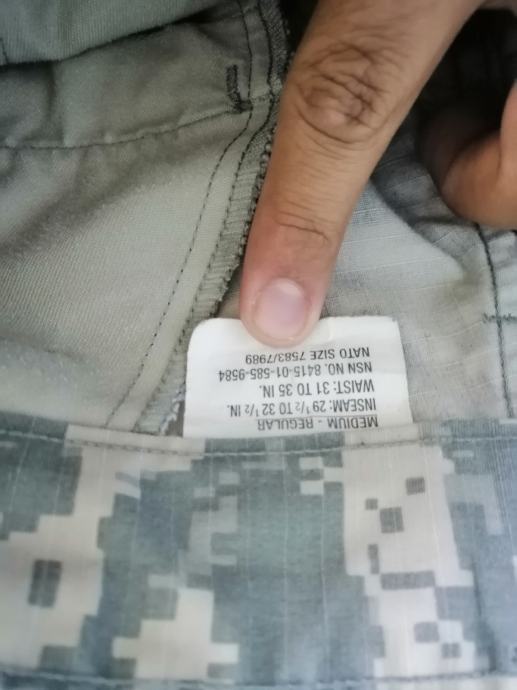 MEDIUM - REGULAR
INSEAM: 29 1/2 TO 32 1/2 IN.
WAIST: 31 TO 35 IN.
NSN NO. 8415-01-585-9584
NATO SIZE 7583/7989